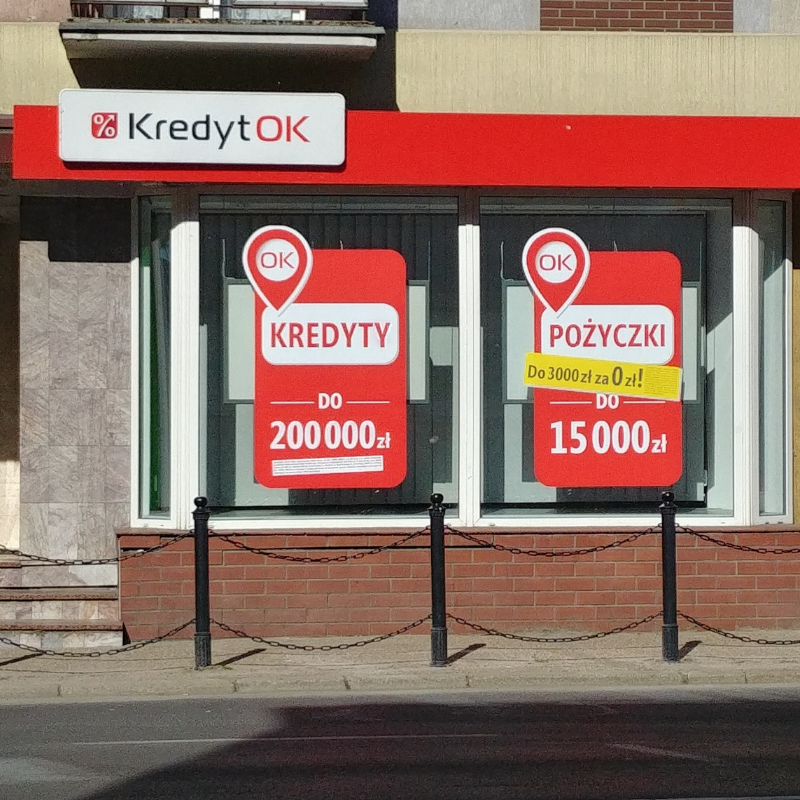 % KredytOK
OK
KREDYTY
DO
200 000 zł
OK
POŻYCZKI
Do 3000 zł za 0 zł!
DO
15 000 zł